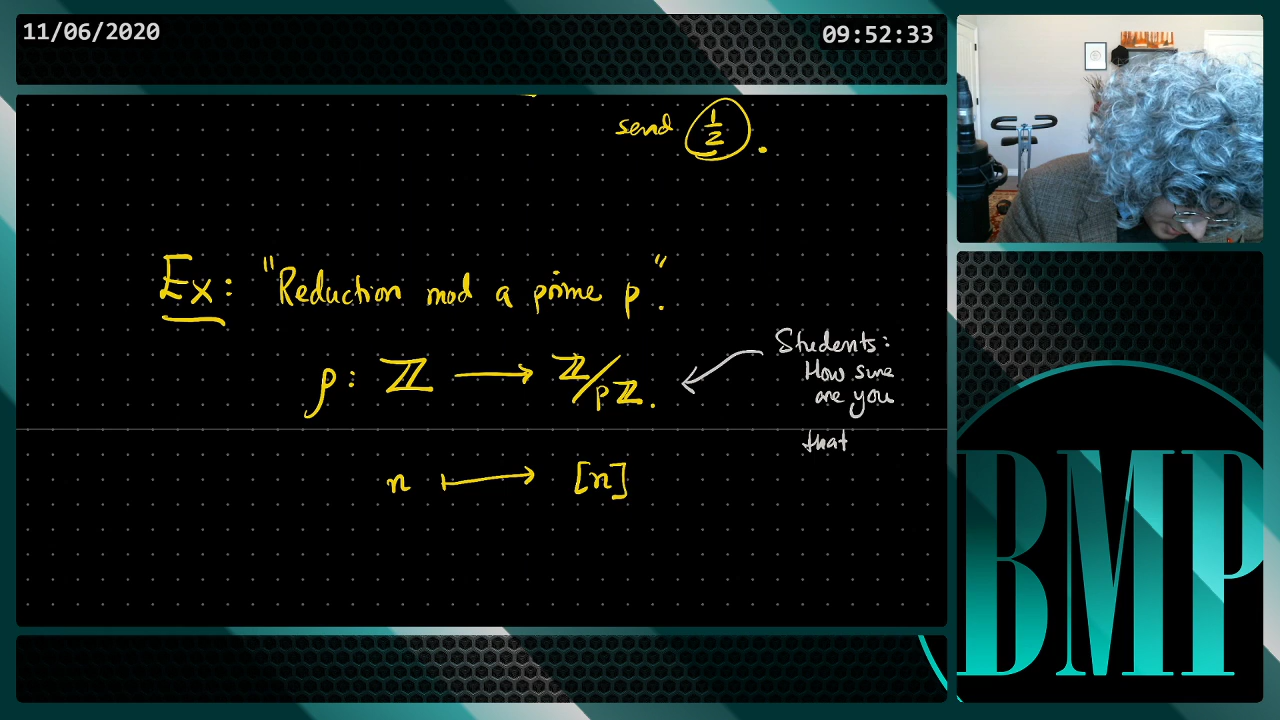 11/06/2020
09:52:33
send 1/2.
Ex: "Reduction mod a prime p".
ρ: ℤ → ℤ/pℤ.
Students:
How sure
are you
that
n ↦ [n]
BMP